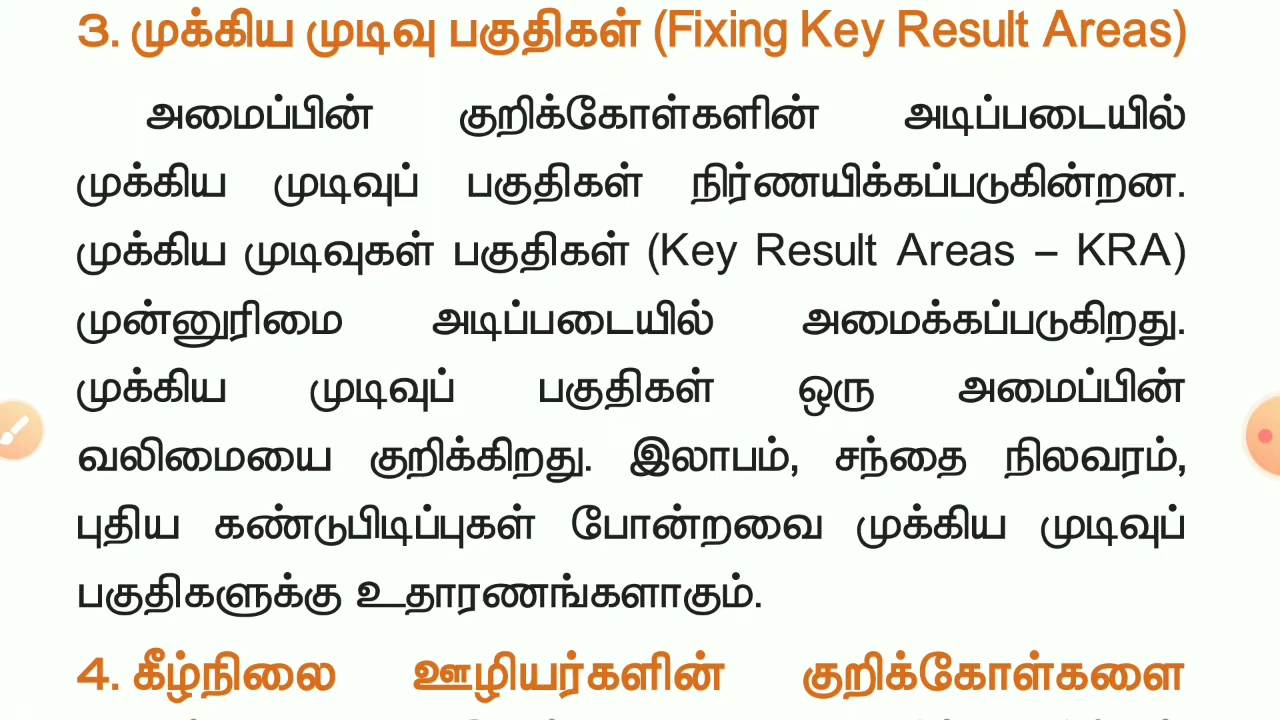 3. முக்கிய முடிவு பகுதிகள் (Fixing Key Result Areas)
அமைப்பின் குறிக்கோள்களின் அடிப்படையில்
முக்கிய முடிவுப் பகுதிகள் நிர்ணயிக்கப்படுகின்றன.
முக்கிய முடிவுகள் பகுதிகள் (Key Result Areas – KRA)
முன்னுரிமை அடிப்படையில் அமைக்கப்படுகிறது.
முக்கிய முடிவுப் பகுதிகள் ஒரு அமைப்பின்
வலிமையை குறிக்கிறது. இலாபம், சந்தை நிலவரம்,
புதிய கண்டுபிடிப்புகள் போன்றவை முக்கிய முடிவுப்
பகுதிகளுக்கு உதாரணங்களாகும்.
4. கீழ்நிலை ஊழியர்களின் குறிக்கோள்களை